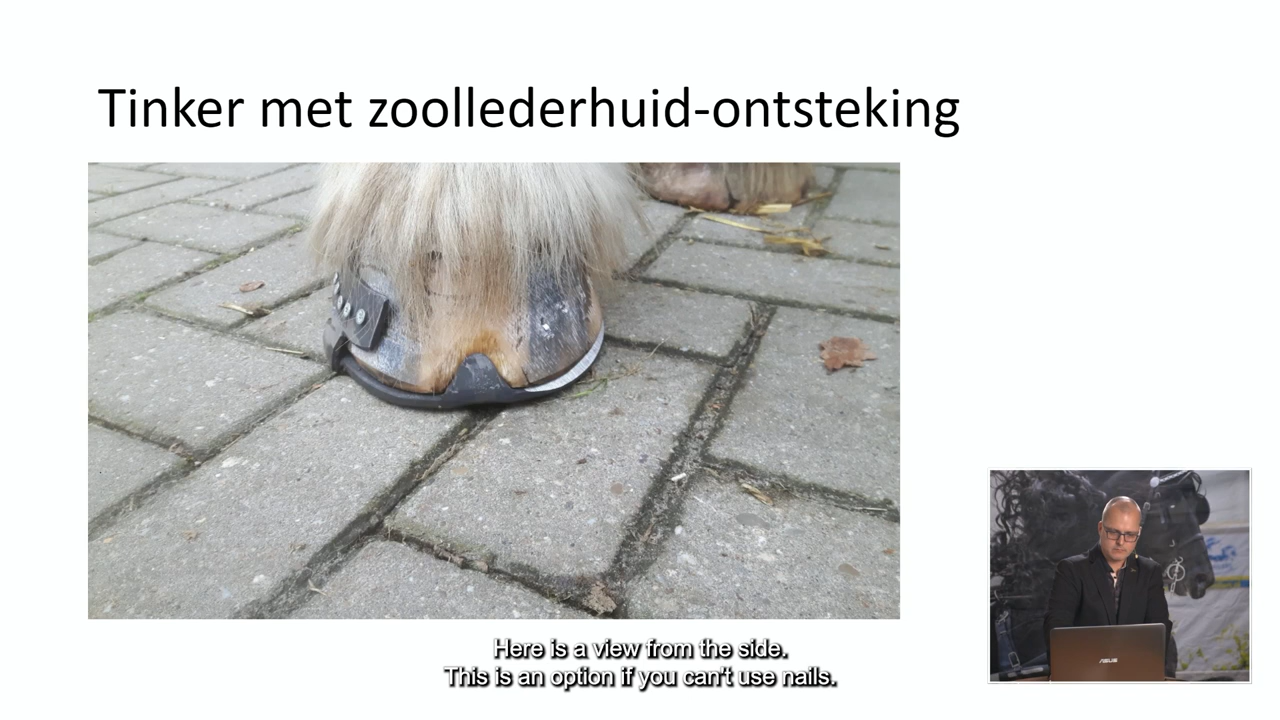 Tinker met zoollederhuid-ontsteking
ASUS
Here is a view from the side.
This is an option if you can't use nails.